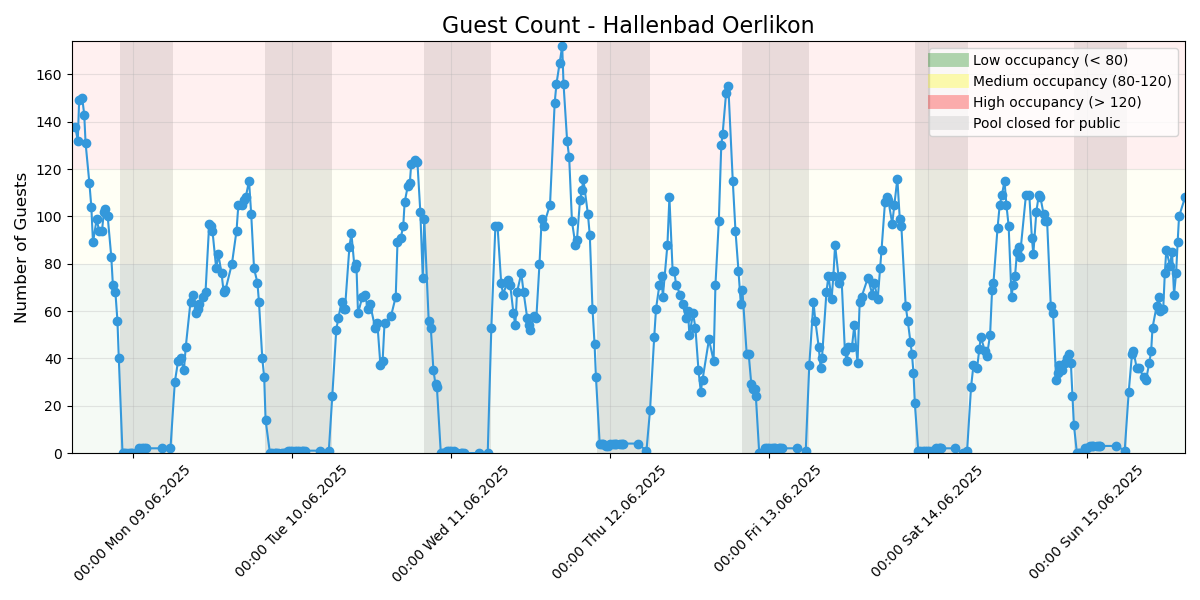 Guest Count - Hallenbad Oerlikon
Low occupancy (< 80)
Medium occupancy (80-120)
High occupancy (> 120)
Pool closed for public
Number of Guests
160
140
120
100
80
60
40
20
0
00:00 Mon 09.06.2025
00:00 Tue 10.06.2025
00:00 Wed 11.06.2025
00:00 Thu 12.06.2025
00:00 Fri 13.06.2025
00:00 Sat 14.06.2025
00:00 Sun 15.06.2025